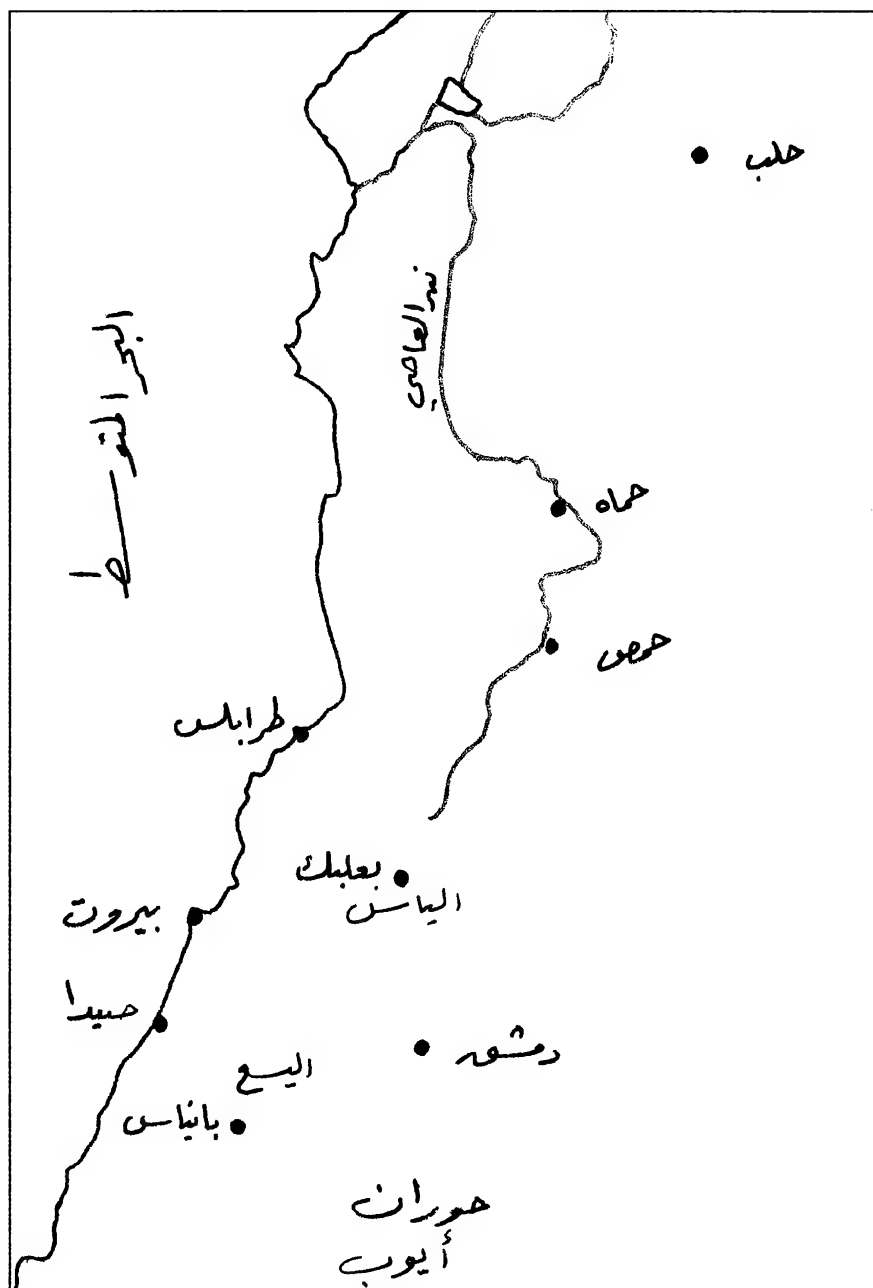 حلب
نهر العاصي
البحر المتوسط
حماه
حمص
طرابلس
بعلبك
الياس
بيروت
صيدا
دمشق
اليسع
بانياس
حوران
أيوب